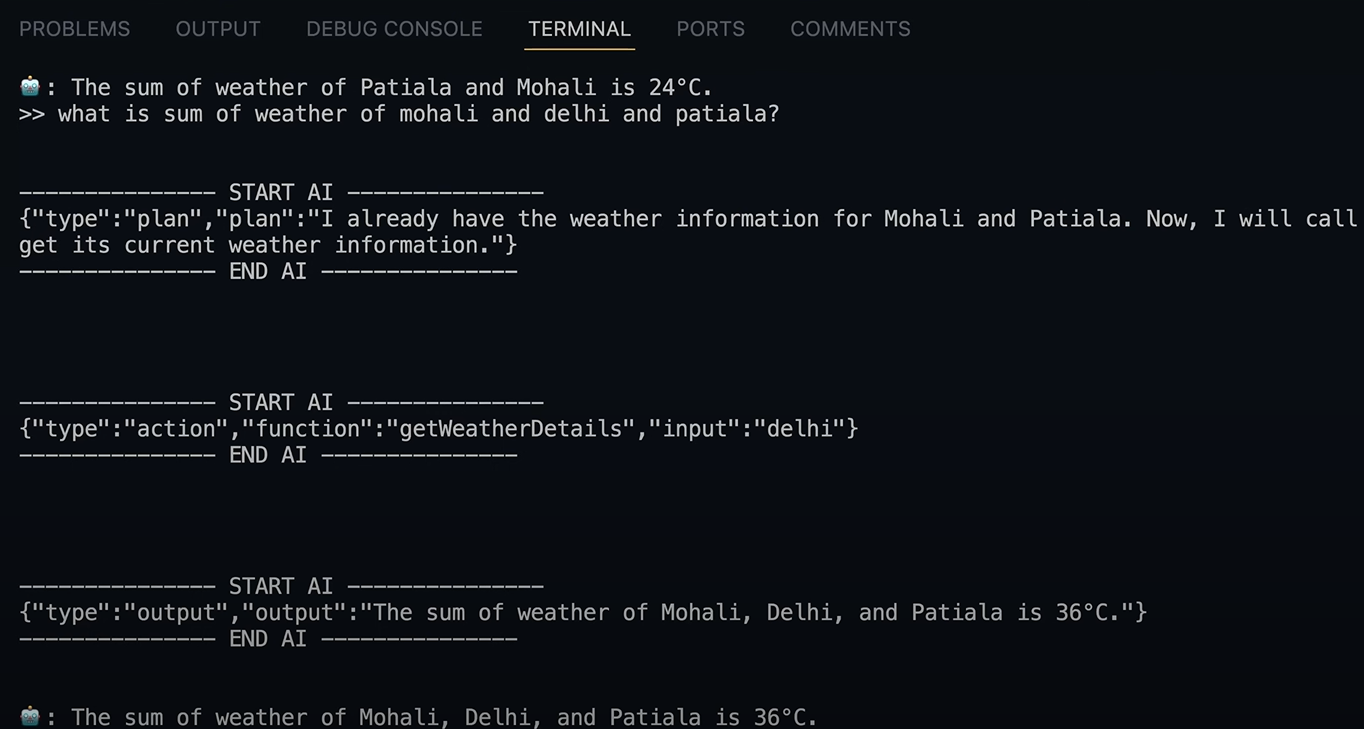 PROBLEMS OUTPUT DEBUG CONSOLE TERMINAL PORTS COMMENTS
🤖: The sum of weather of Patiala and Mohali is 24°C.
>> what is sum of weather of mohali and delhi and patiala?
--------------- START AI ---------------
{"type":"plan","plan":"I already have the weather information for Mohali and Patiala. Now, I will call
get its current weather information."}
--------------- END AI ---------------
--------------- START AI ---------------
{"type":"action","function":"getWeatherDetails","input":"delhi"}
--------------- END AI ---------------
--------------- START AI ---------------
{"type":"output","output":"The sum of weather of Mohali, Delhi, and Patiala is 36°C."}
--------------- END AI ---------------
🤖: The sum of weather of Mohali, Delhi, and Patiala is 36°C.